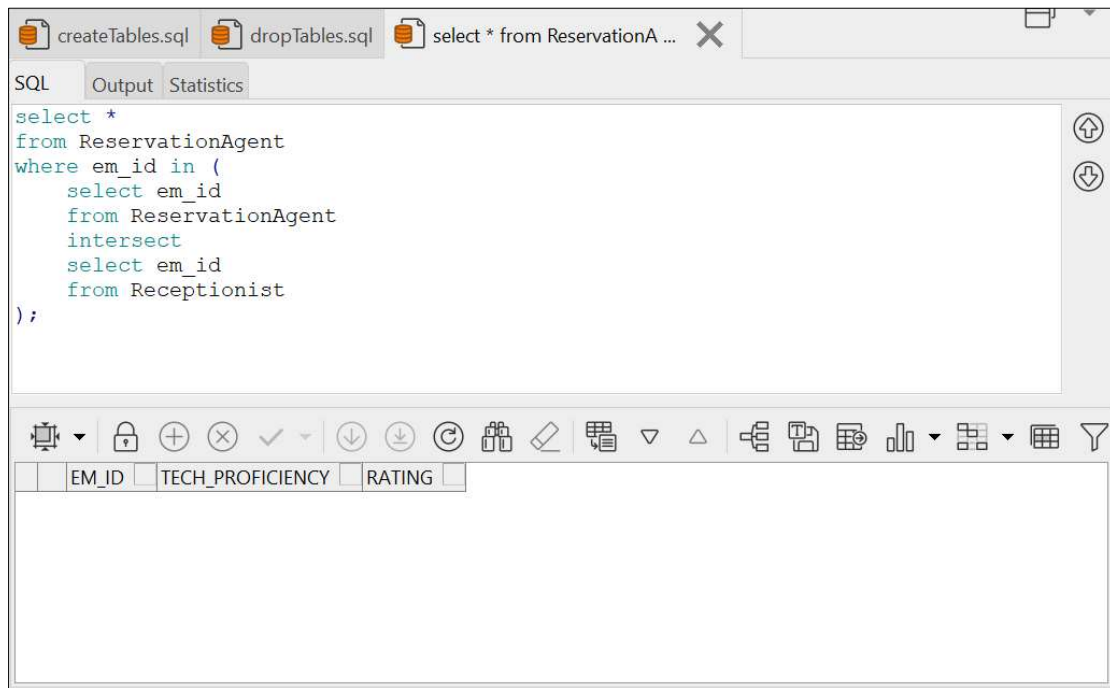 createTables.sql dropTables.sql select * from ReservationA ...
SQL Output Statistics
select *
from ReservationAgent
where em_id in (
    select em_id
    from ReservationAgent
    intersect
    select em_id
    from Receptionist
);
EM_ID TECH_PROFICIENCY RATING